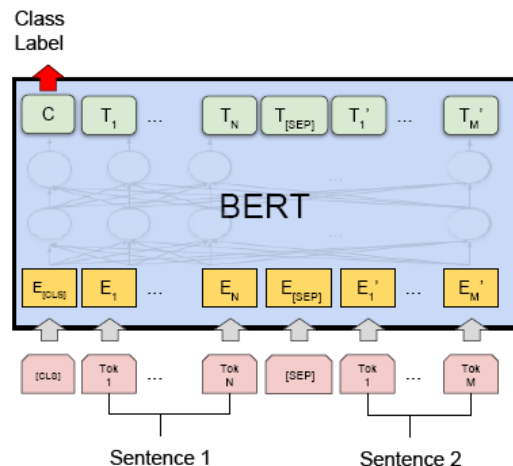 Class
Label
C T1 ... TN T[SEP] T1' ... TM'
...
BERT
...
E[CLS] E1 ... EN E[SEP] E1' ... EM'
[CLS] Tok 1 ... Tok N [SEP] Tok 1 ... Tok M
Sentence 1 Sentence 2